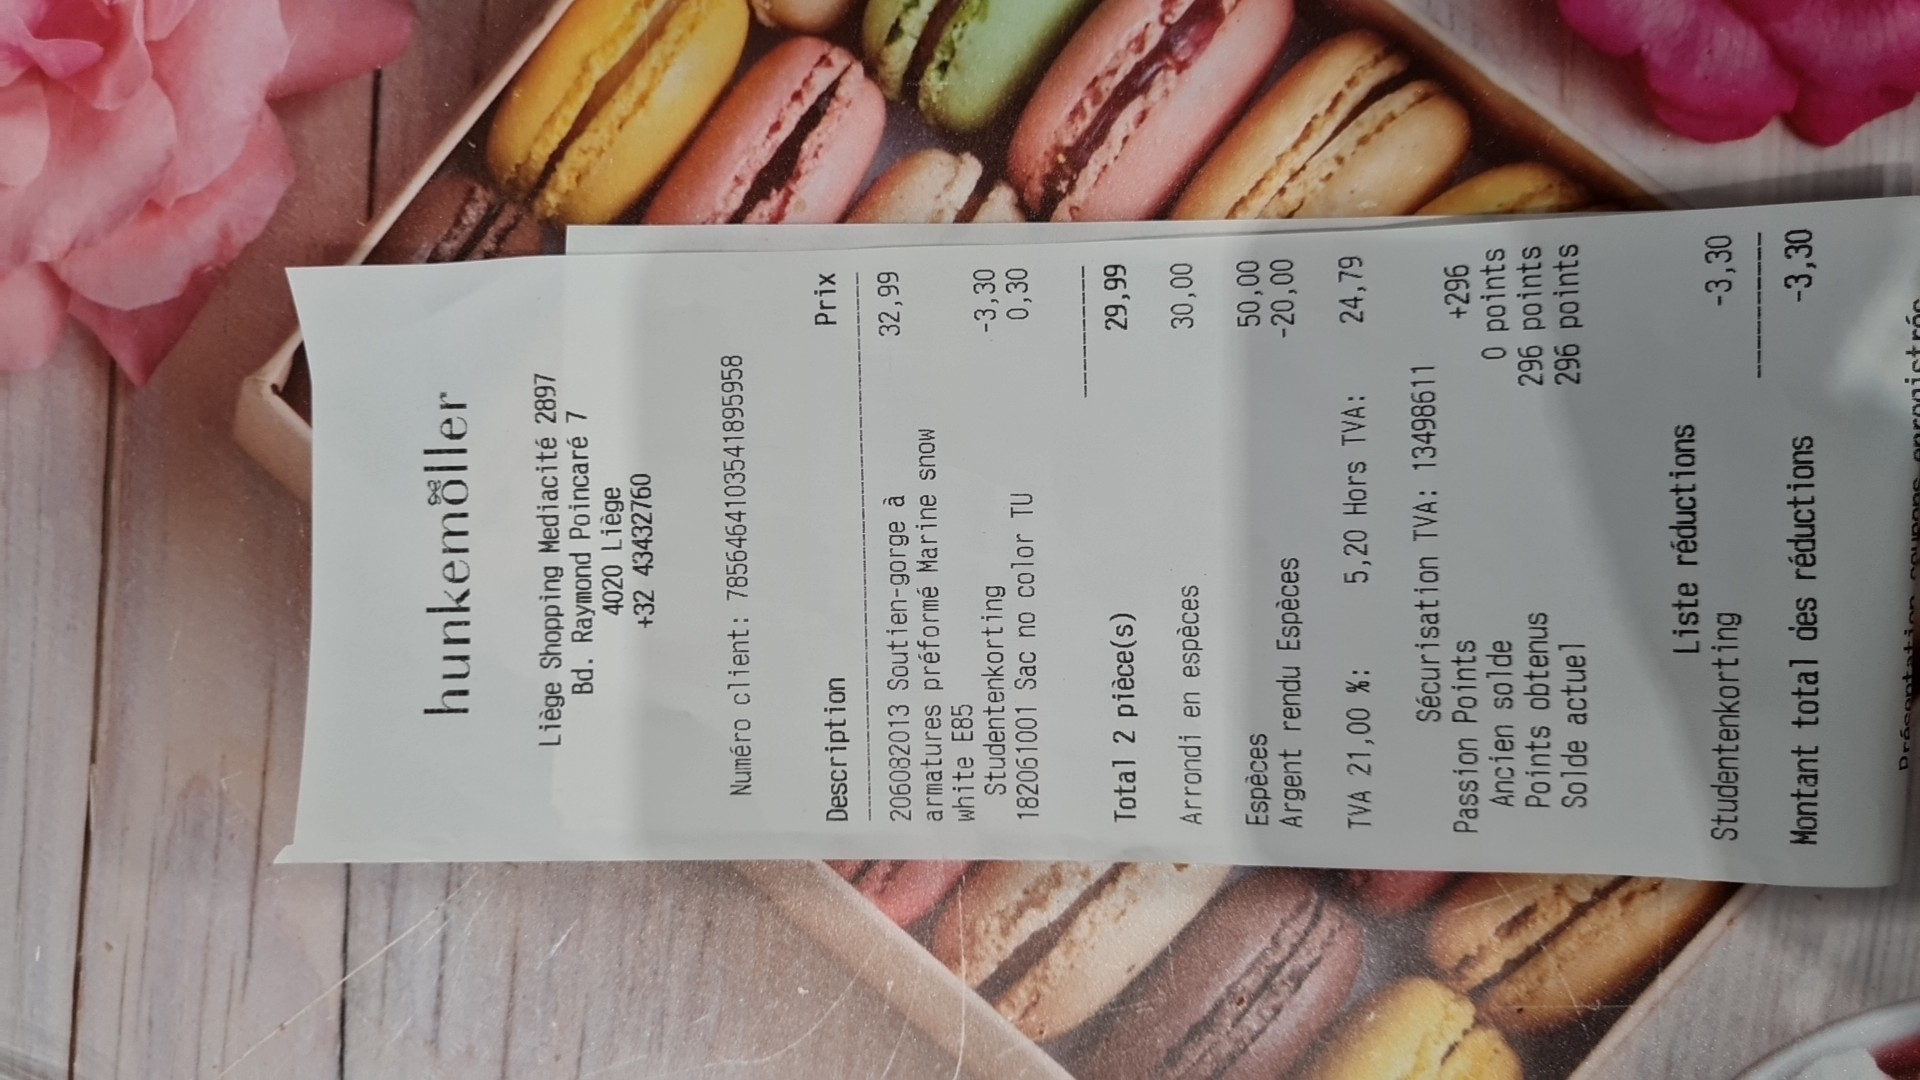 hunkemöller
Liège Shopping Mediacité 2897
Bd. Raymond Poincaré 7
4020 Liège
+32 43432760
Numéro client: 7856464103541895958
Description Prix
206082013 Soutien-gorge à 32,99
armatures préformé Marine snow
white E85
Studentenkorting -3,30
182061001 Sac no color TU 0,30
Total 2 pièce(s) 29,99
Arrondi en espèces 30,00
Espèces 50,00
Argent rendu Espèces -20,00
TVA 21,00 %: 5,20 Hors TVA: 24,79
Sécurisation TVA: 13498611
Passion Points +296
Ancien solde 0 points
Points obtenus 296 points
Solde actuel 296 points
Liste réductions
Studentenkorting -3,30
Montant total des réductions -3,30